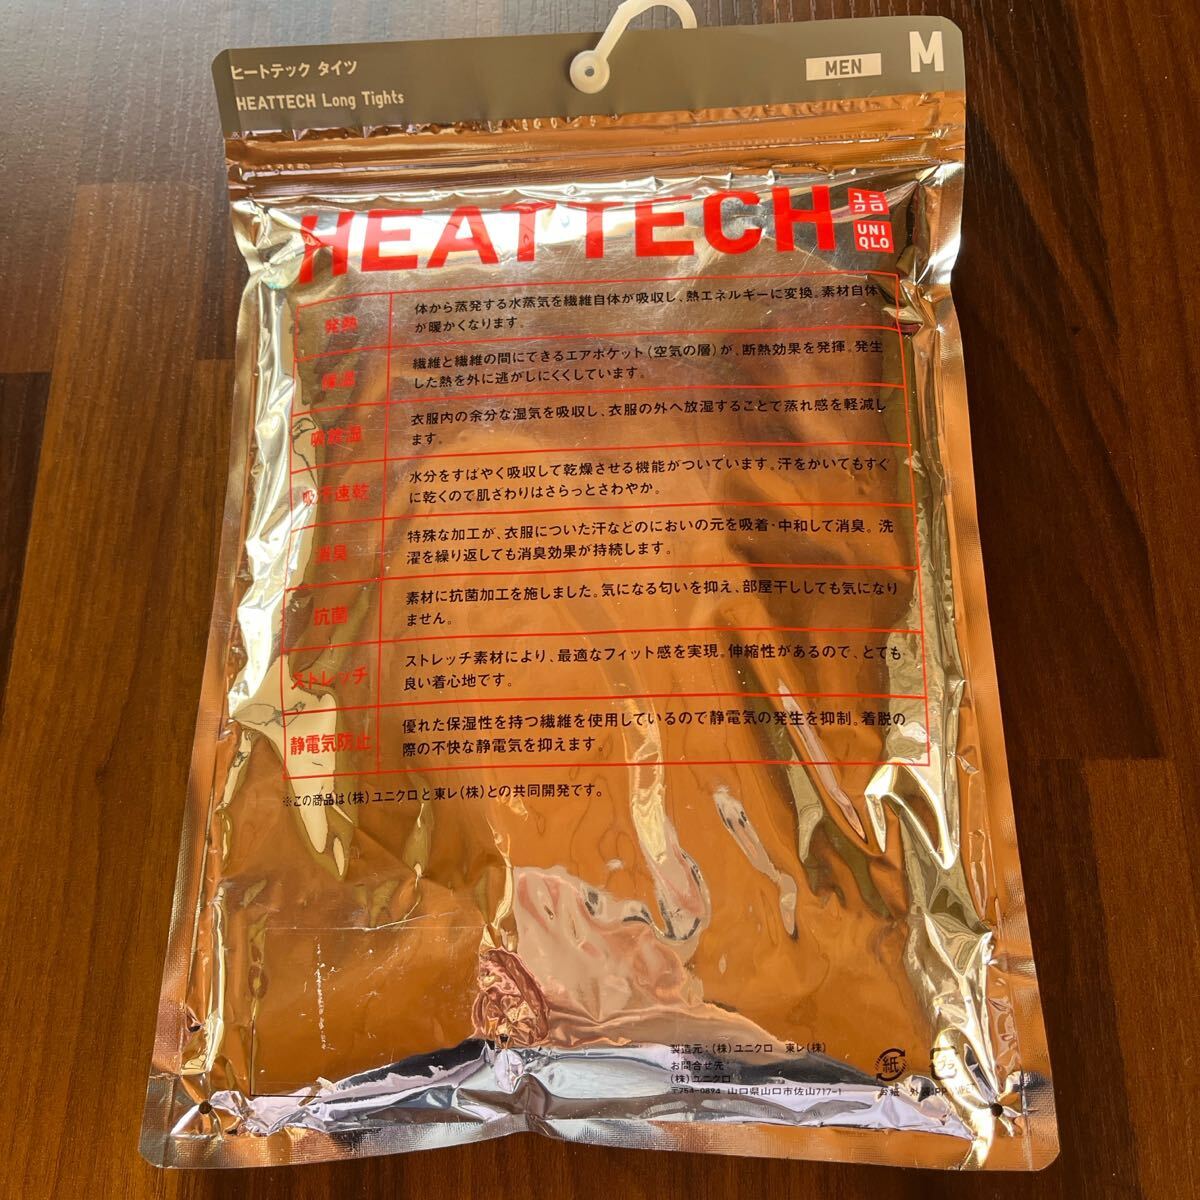 ヒートテック タイツ
HEATTECH Long Tights
MEN
M
HEATTECH
ユニクロ
UNIQLO
発熱
体から蒸発する水蒸気を繊維自体が吸収し、熱エネルギーに変換。素材自体
が暖かくなります。
保温
繊維と繊維の間にできるエアポケット(空気の層)が、断熱効果を発揮。発生
した熱を外に逃がしにくくしています。
吸放湿
衣服内の余分な湿気を吸収し、衣服の外へ放湿することで蒸れ感を軽減し
ます。
吸汗速乾
水分をすばやく吸収して乾燥させる機能がついています。汗をかいてもすぐ
に乾くので肌ざわりはさらっとさわやか。
消臭
特殊な加工が、衣服についた汗などのにおいの元を吸着・中和して消臭。洗
濯を繰り返しても消臭効果が持続します。
抗菌
素材に抗菌加工を施しました。気になる匂いを抑え、部屋干ししても気になり
ません。
ストレッチ
ストレッチ素材により、最適なフィット感を実現。伸縮性があるので、とても
良い着心地です。
静電気防止
優れた保湿性を持つ繊維を使用しているので静電気の発生を抑制。着脱の
際の不快な静電気を抑えます。
※この商品は(株)ユニクロと東レ(株)との共同開発です。
製造元:(株)ユニクロ 東レ(株)
お問合せ先
(株)ユニクロ
〒754-0894 山口県山口市佐山717-1
紙
プラ
台紙